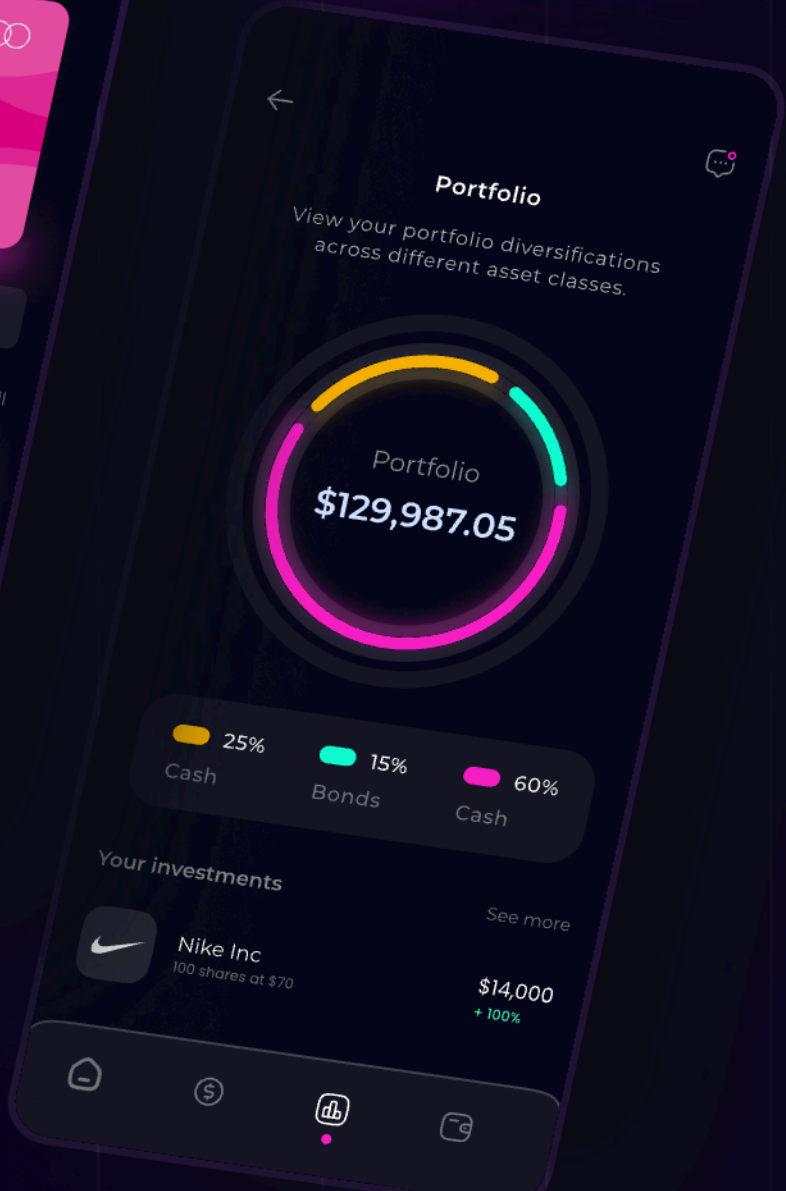 Portfolio
View your portfolio diversifications
across different asset classes.
Portfolio
$129,987.05
25%
Cash
15%
Bonds
60%
Cash
Your investments
See more
Nike Inc
100 shares at $70
$14,000
+ 100%